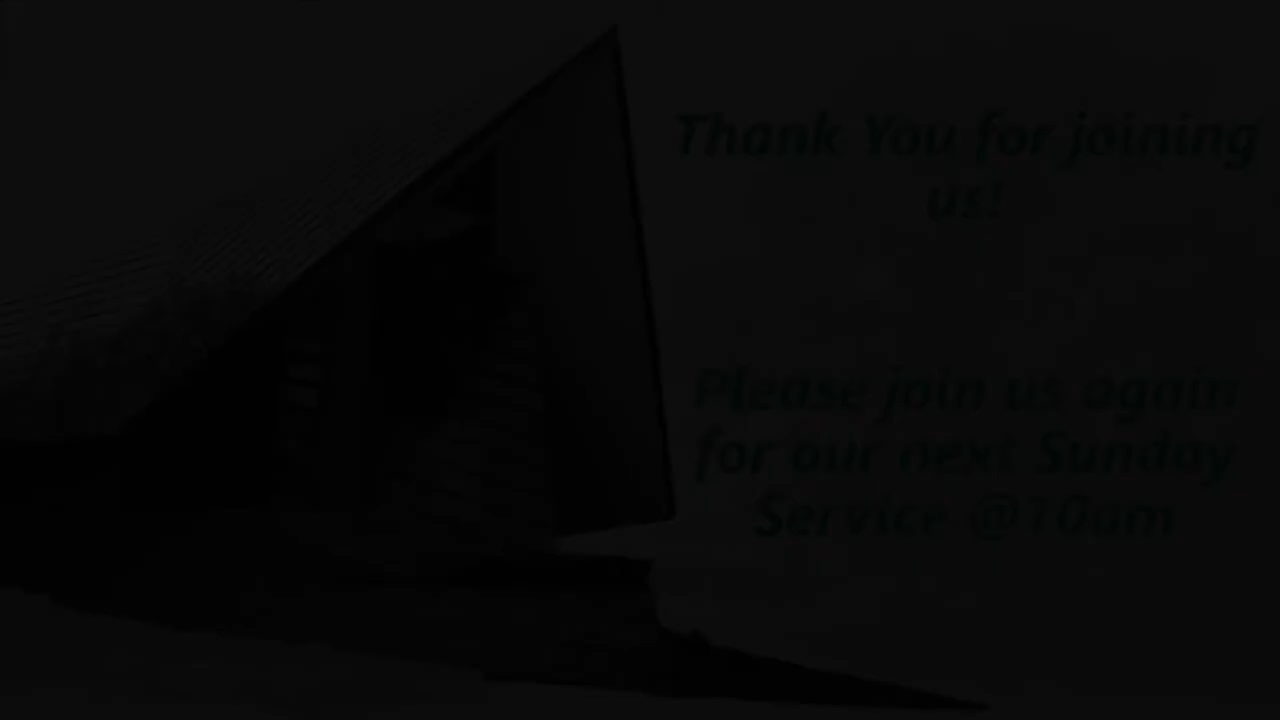 Thank You for joining
us!
Please join us again
for our next Sunday
Service @10am